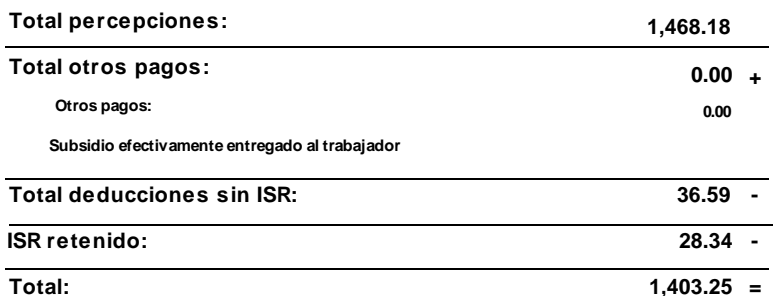 Total percepciones: 1,468.18
Total otros pagos: 0.00 +
Otros pagos: 0.00
Subsidio efectivamente entregado al trabajador
Total deducciones sin ISR: 36.59 -
ISR retenido: 28.34 -
Total: 1,403.25 =